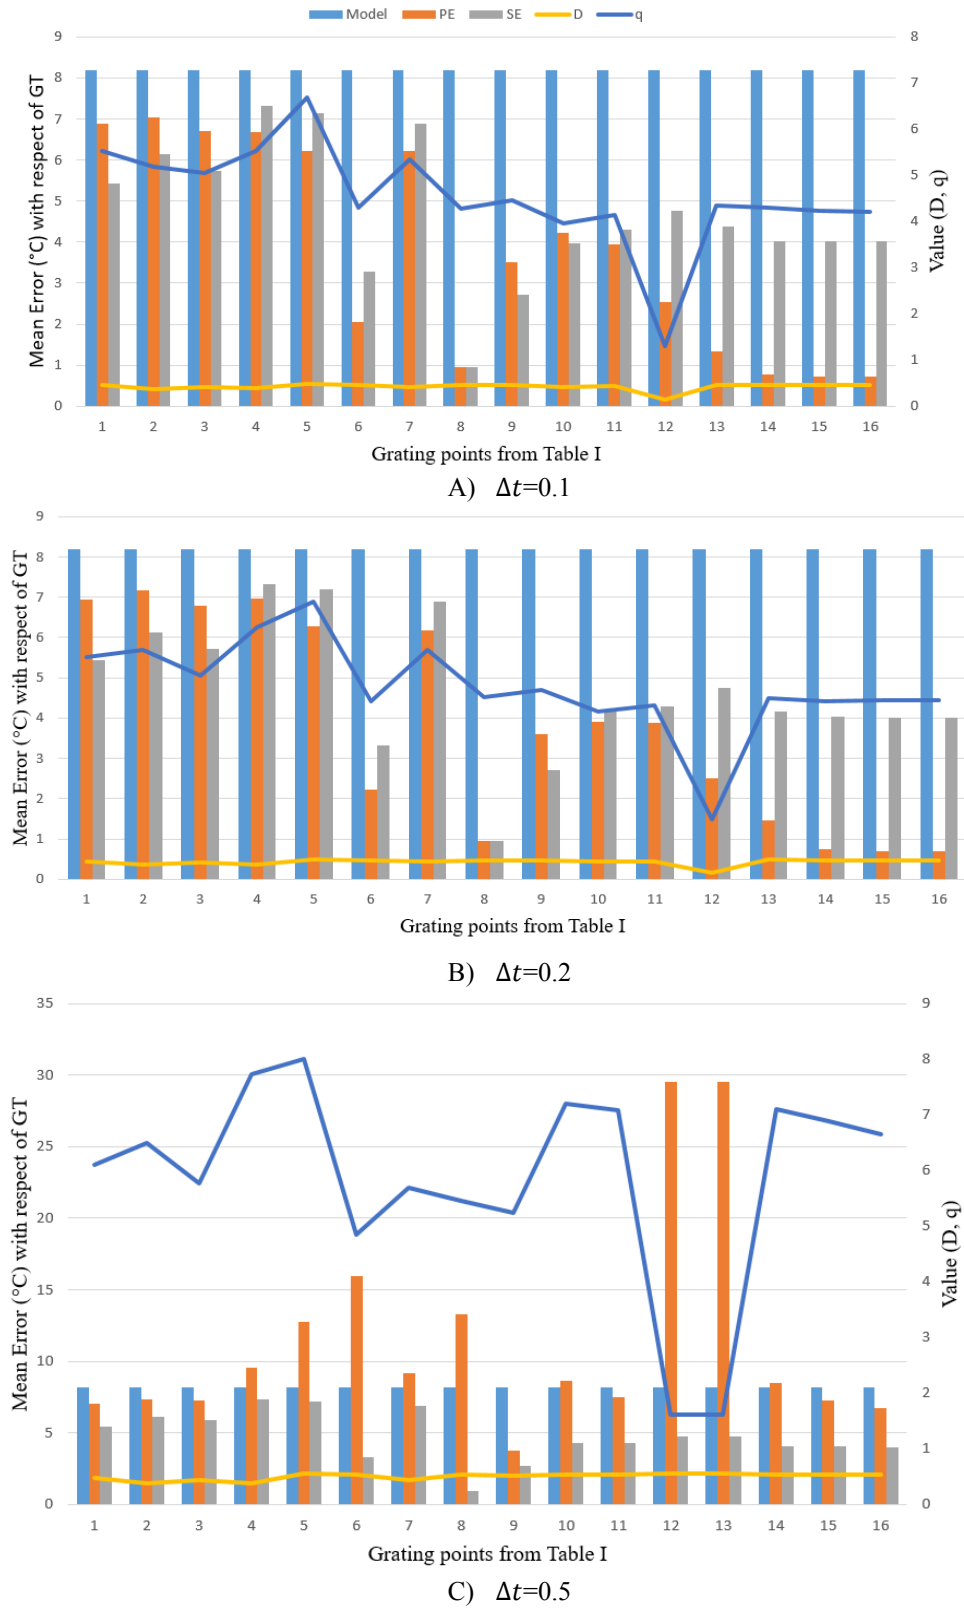 Model PE SE D q
9 8
8 7
7 6
6 5
5 4
4 3
3 2
2 1
1 0
0
Mean Error (°C) with respect of GT
Value (D, q)
1 2 3 4 5 6 7 8 9 10 11 12 13 14 15 16
Grating points from Table I
A) Δt=0.1
9
8
7
6
5
4
3
2
1
0
Mean Error (°C) with respect of GT
1 2 3 4 5 6 7 8 9 10 11 12 13 14 15 16
Grating points from Table I
B) Δt=0.2
35 9
30 8
25 7
20 6
15 5
10 4
5 3
0 2
1
0
Mean Error (°C) with respect of GT
Value (D, q)
1 2 3 4 5 6 7 8 9 10 11 12 13 14 15 16
Grating points from Table I
C) Δt=0.5